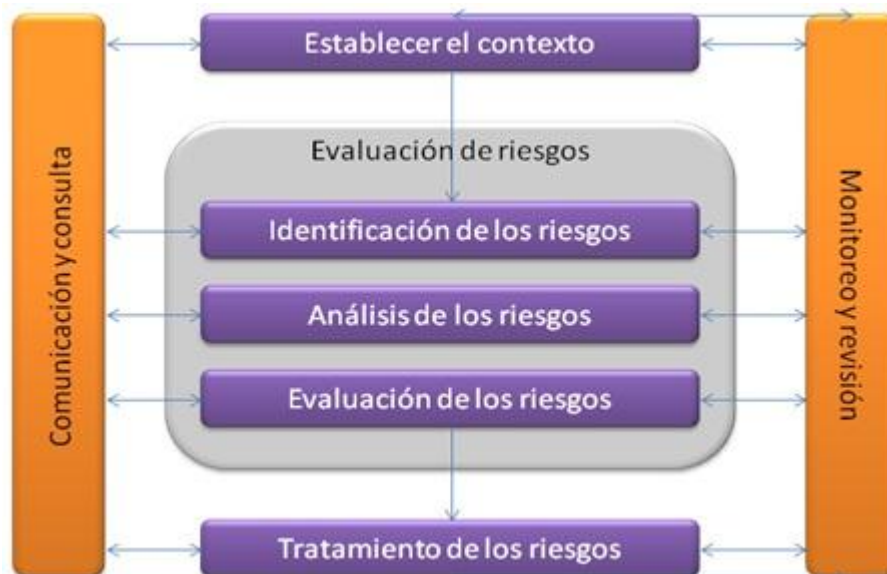 Establecer el contexto
Evaluación de riesgos
Identificación de los riesgos
Análisis de los riesgos
Evaluación de los riesgos
Tratamiento de los riesgos
Comunicación y consulta
Monitoreo y revisión